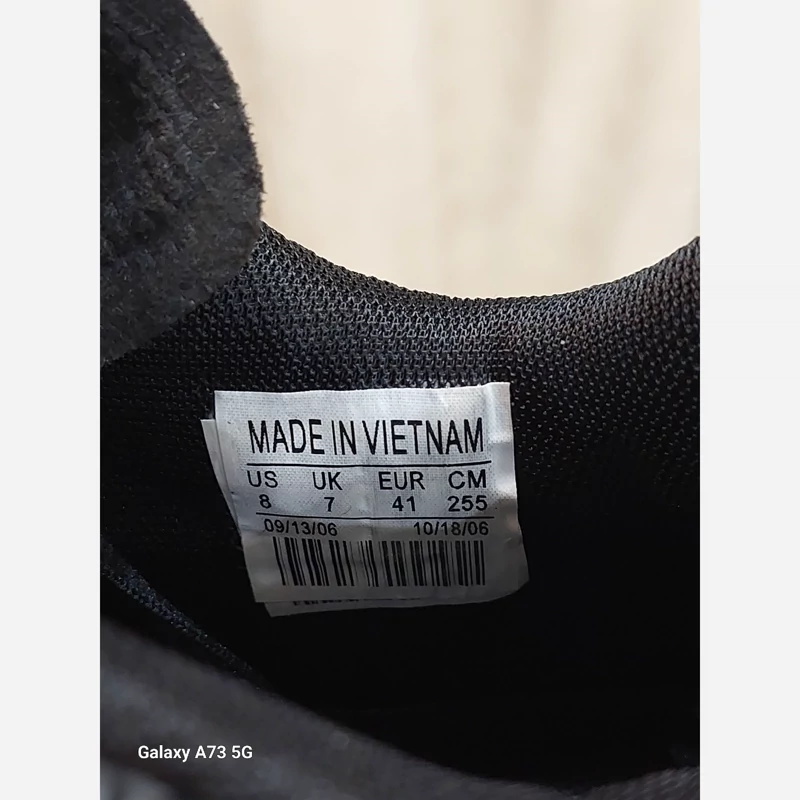 MADE IN VIETNAM
US UK EUR CM
8 7 41 255
09/13/06 10/18/06
Galaxy A73 5G